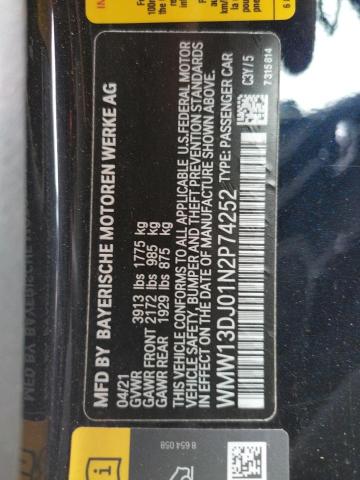 MFD BY BAYERISCHE MOTOREN WERKE AG
04/21
GVWR 3913 lbs 1775 kg
GAWR FRONT 2172 lbs 985 kg
GAWR REAR 1929 lbs 875 kg
THIS VEHICLE CONFORMS TO ALL APPLICABLE U.S. FEDERAL MOTOR
VEHICLE SAFETY, BUMPER AND THEFT PREVENTION STANDARDS
IN EFFECT ON THE DATE OF MANUFACTURE SHOWN ABOVE.
WMW13DJ01N2P74252 TYPE: PASSENGER CAR
C3Y/5
7315814
8 654 058